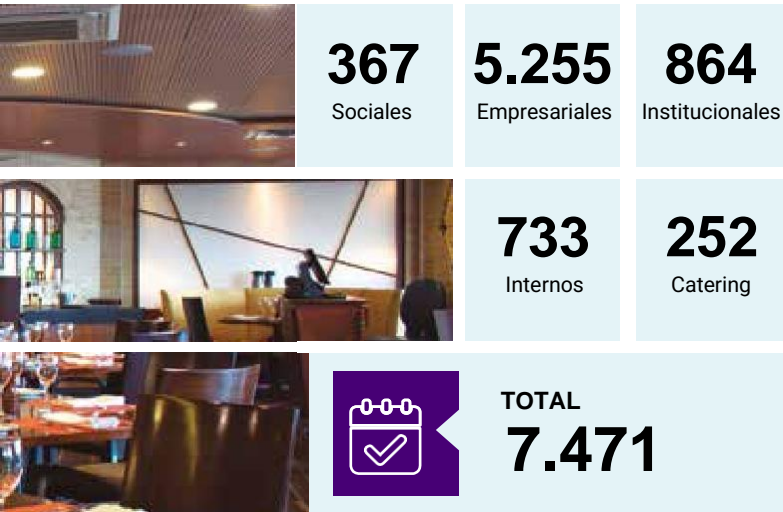 367
Sociales
5.255
Empresariales
864
Institucionales
733
Internos
252
Catering
TOTAL
7.471